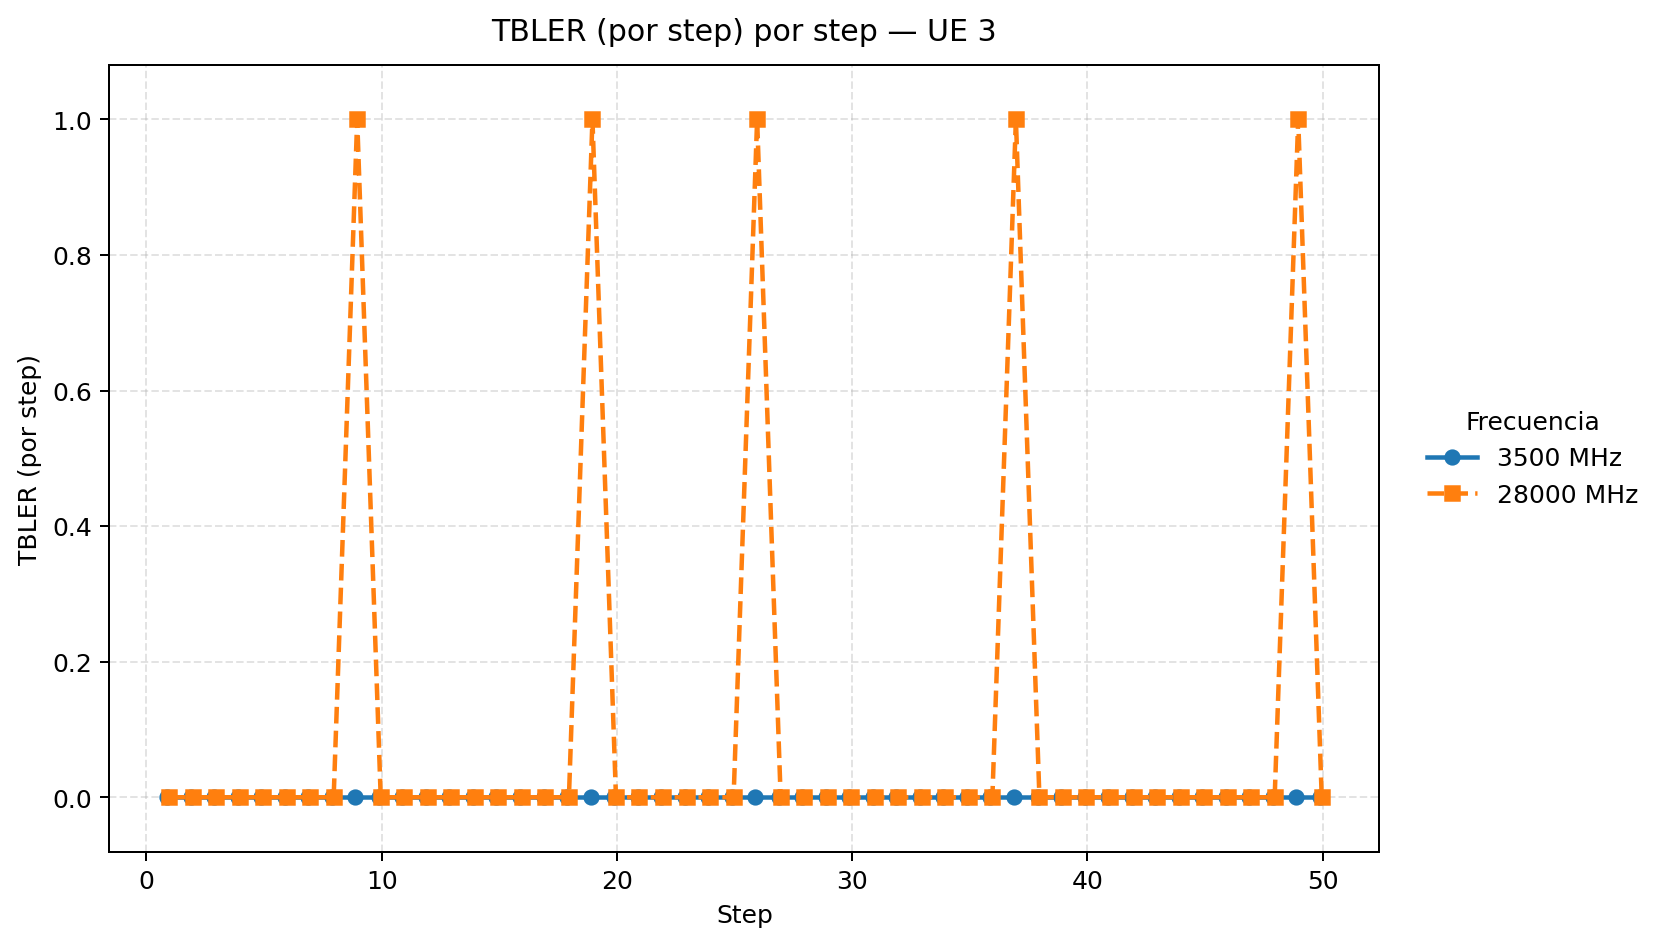 TBLER (por step) por step — UE 3
TBLER (por step)
1.0
0.8
0.6
0.4
0.2
0.0
0 10 20 30 40 50
Step
Frecuencia
3500 MHz
28000 MHz